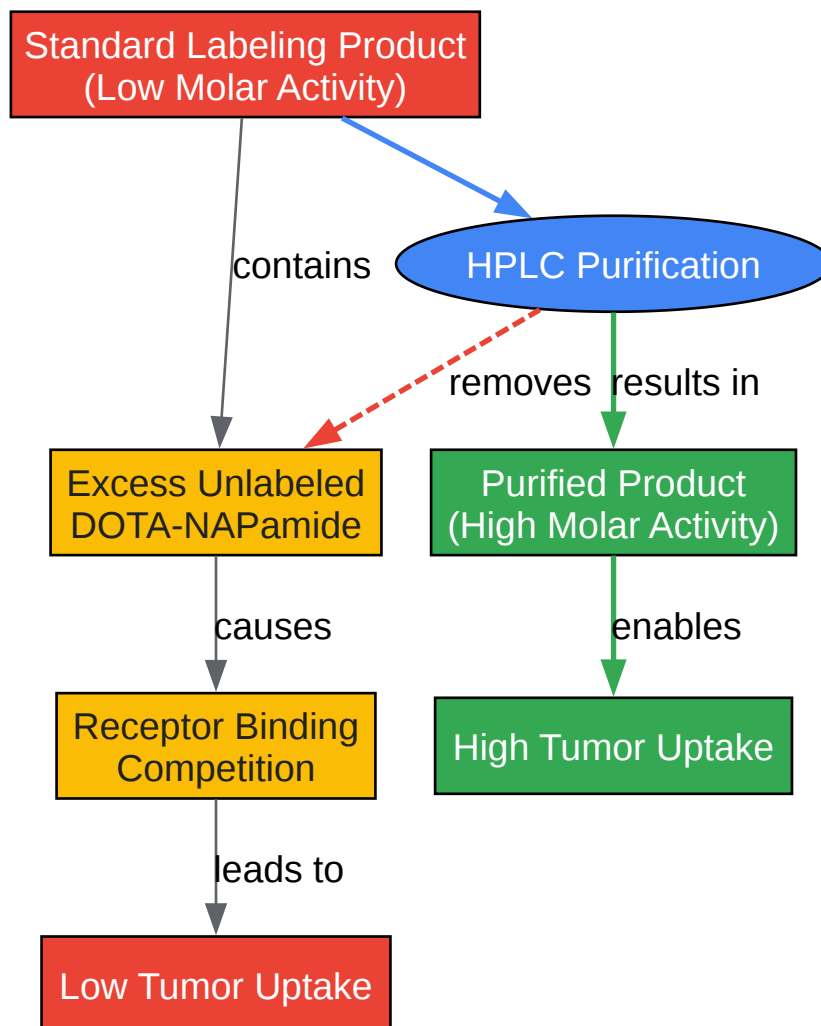 Standard Labeling Product
(Low Molar Activity)
contains
HPLC Purification
removes
results in
Excess Unlabeled
DOTA-NAPamide
Purified Product
(High Molar Activity)
causes
enables
Receptor Binding
Competition
High Tumor Uptake
leads to
Low Tumor Uptake